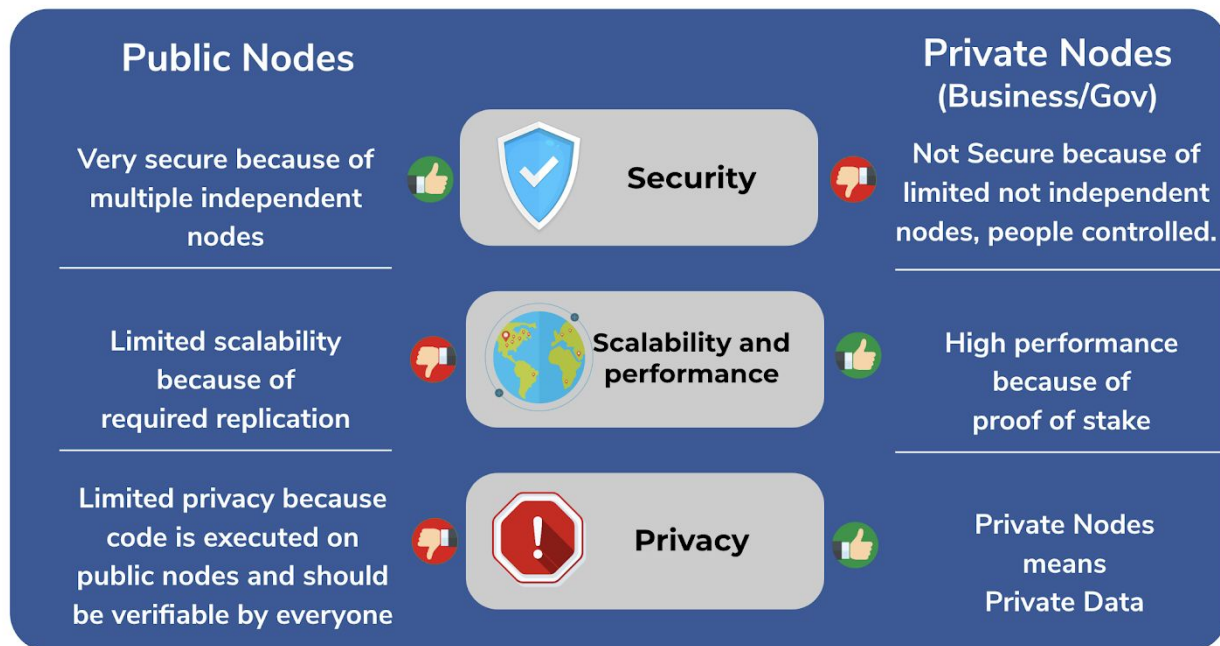 Public Nodes
Private Nodes
(Business/Gov)
Very secure because of
multiple independent
nodes
Security
Not Secure because of
limited not independent
nodes, people controlled.
Limited scalability
because of
required replication
Scalability and
performance
High performance
because of
proof of stake
Limited privacy because
code is executed on
public nodes and should
be verifiable by everyone
Privacy
Private Nodes
means
Private Data